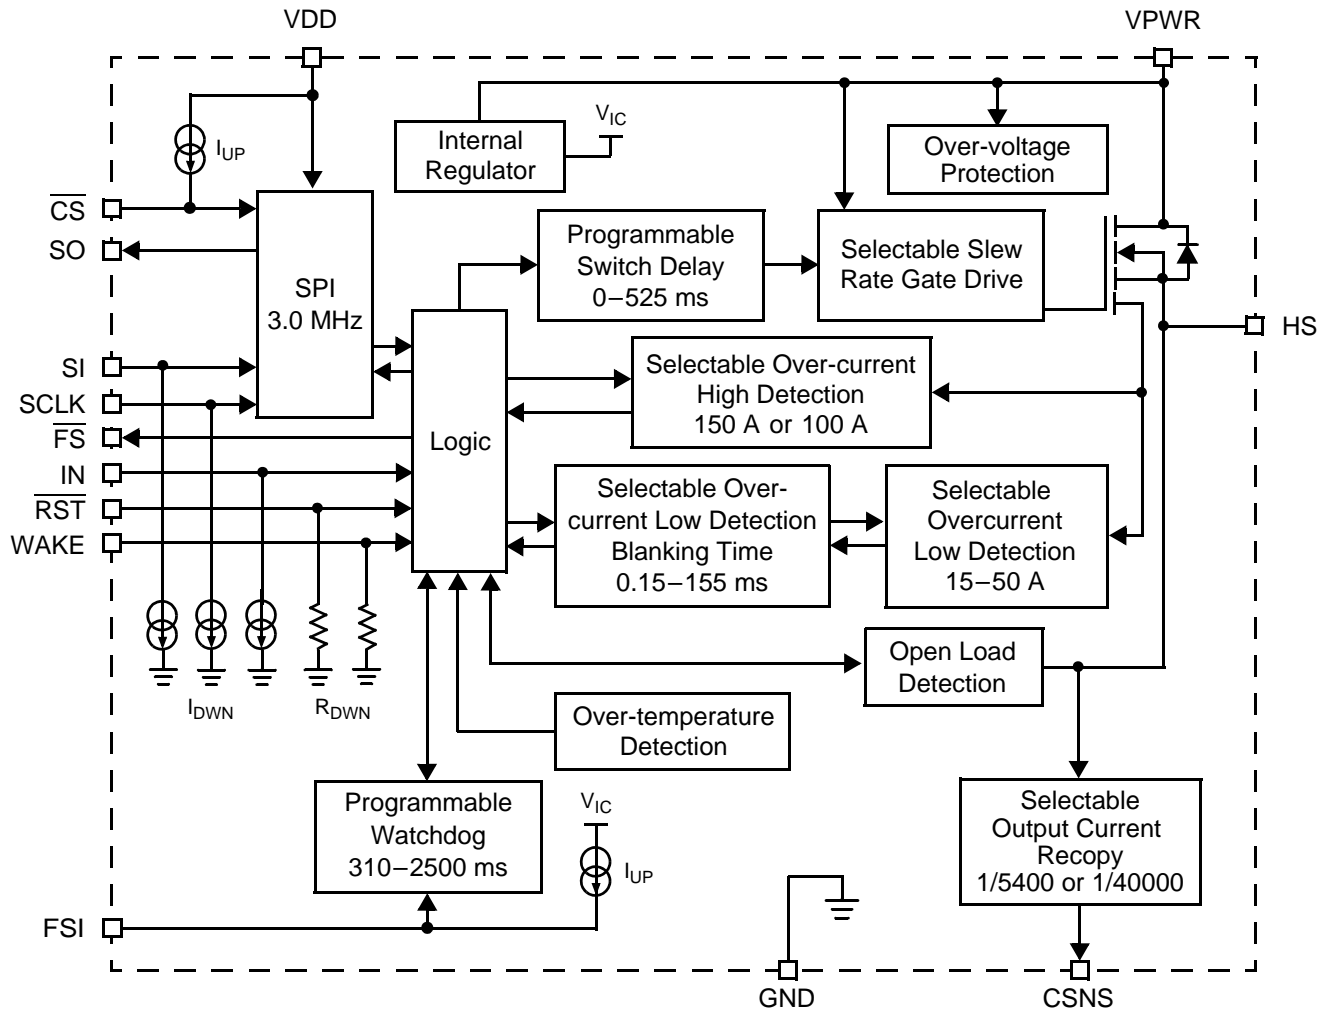 VDD
VPWR
VIC
IUP
Internal
Regulator
Over-voltage
Protection
CS
SO
SPI
3.0 MHz
Programmable
Switch Delay
0–525 ms
Selectable Slew
Rate Gate Drive
HS
SI
SCLK
FS
IN
RST
WAKE
Logic
Selectable Over-current
High Detection
150 A or 100 A
Selectable Over-
current Low Detection
Blanking Time
0.15–155 ms
Selectable
Overcurrent
Low Detection
15–50 A
Open Load
Detection
IDWN
RDWN
Over-temperature
Detection
Programmable
Watchdog
310–2500 ms
VIC
IUP
Selectable
Output Current
Recopy
1/5400 or 1/40000
FSI
GND
CSNS